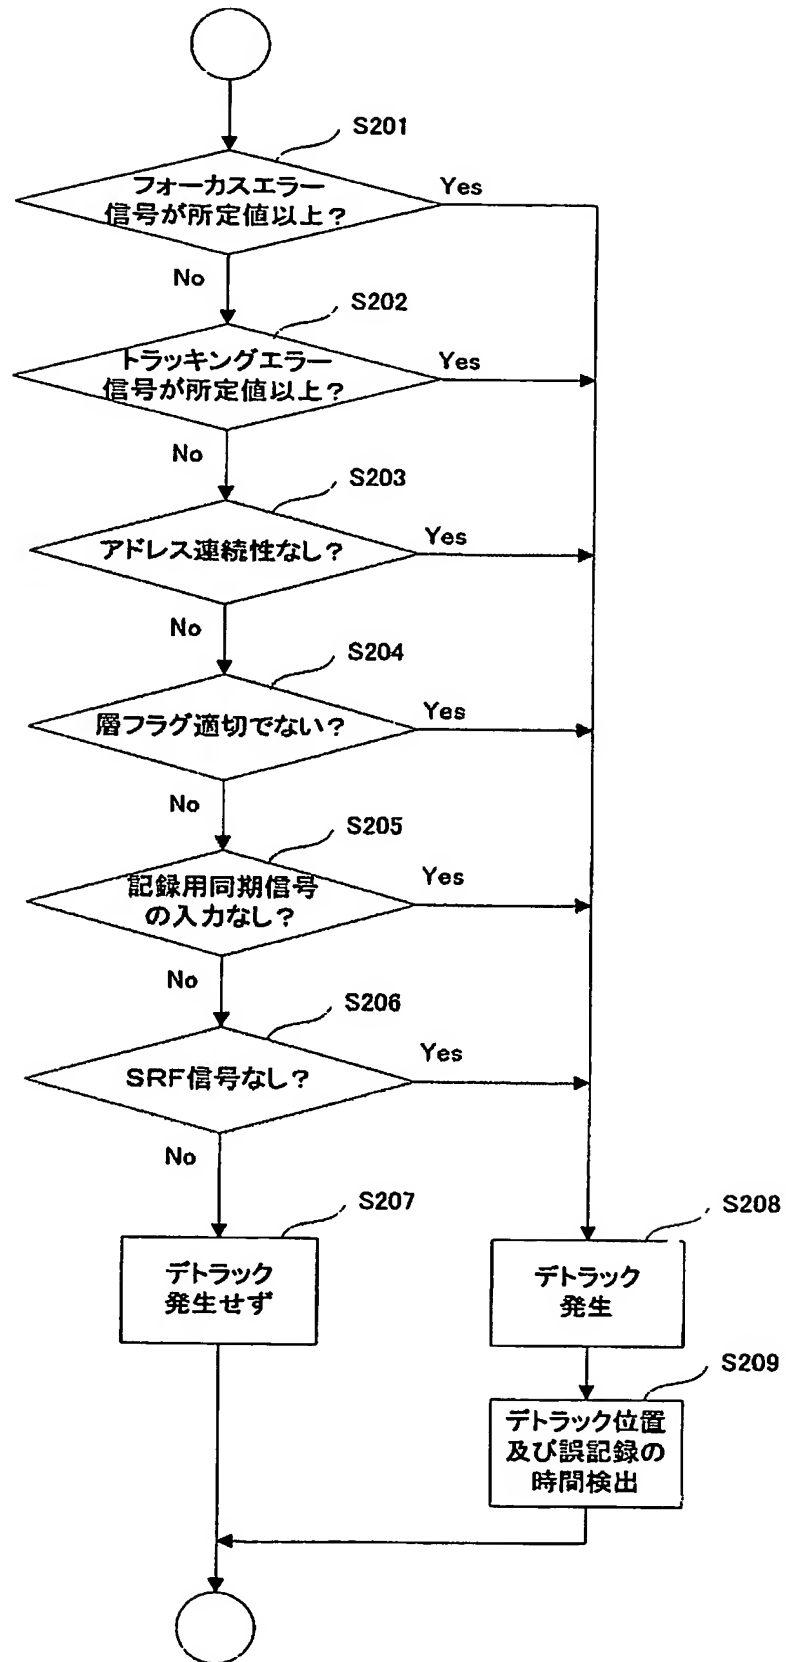 S201
フォーカスエラー
信号が所定値以上？
Yes
No
S202
トラッキングエラー
信号が所定値以上？
Yes
No
S203
アドレス連続性なし？
Yes
No
S204
層フラグ適切でない？
Yes
No
S205
記録用同期信号
の入力なし？
Yes
No
S206
SRF信号なし？
Yes
No
S207
デトラック
発生せず
S208
デトラック
発生
S209
デトラック位置
及び誤記録の
時間検出